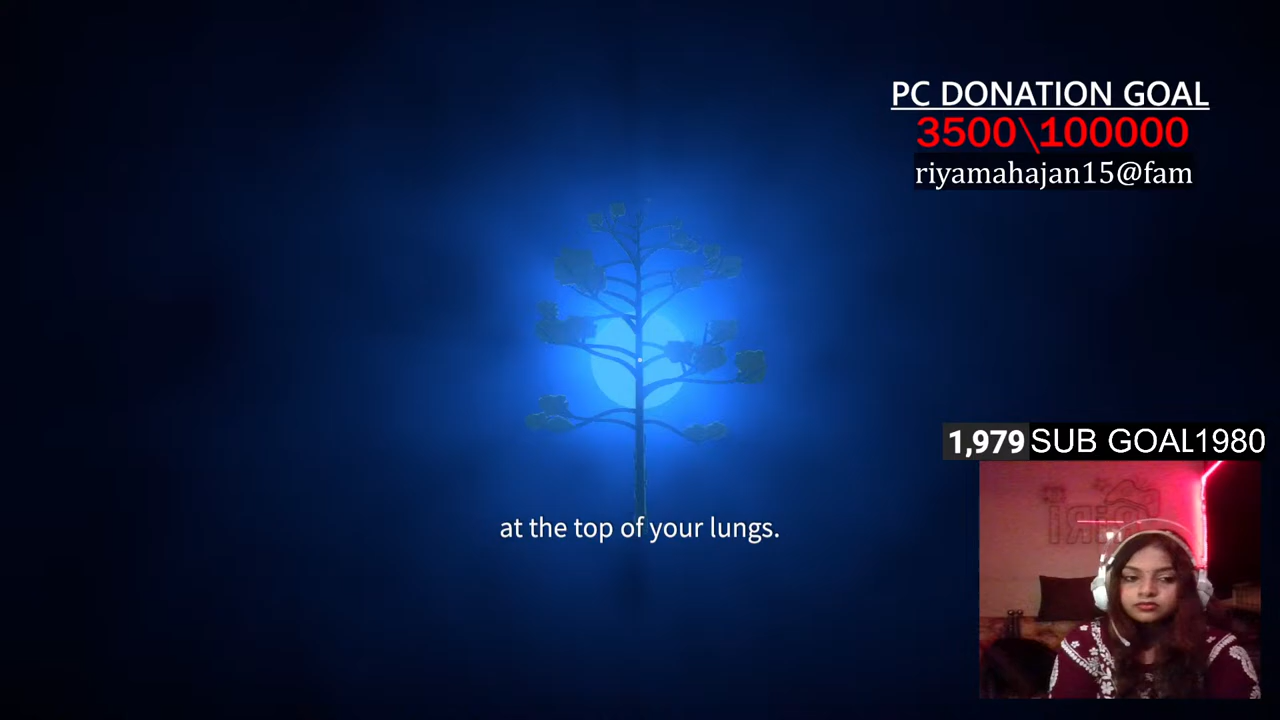 PC DONATION GOAL
3500\100000
riyamahajan15@fam
1,979 SUB GOAL1980
at the top of your lungs.